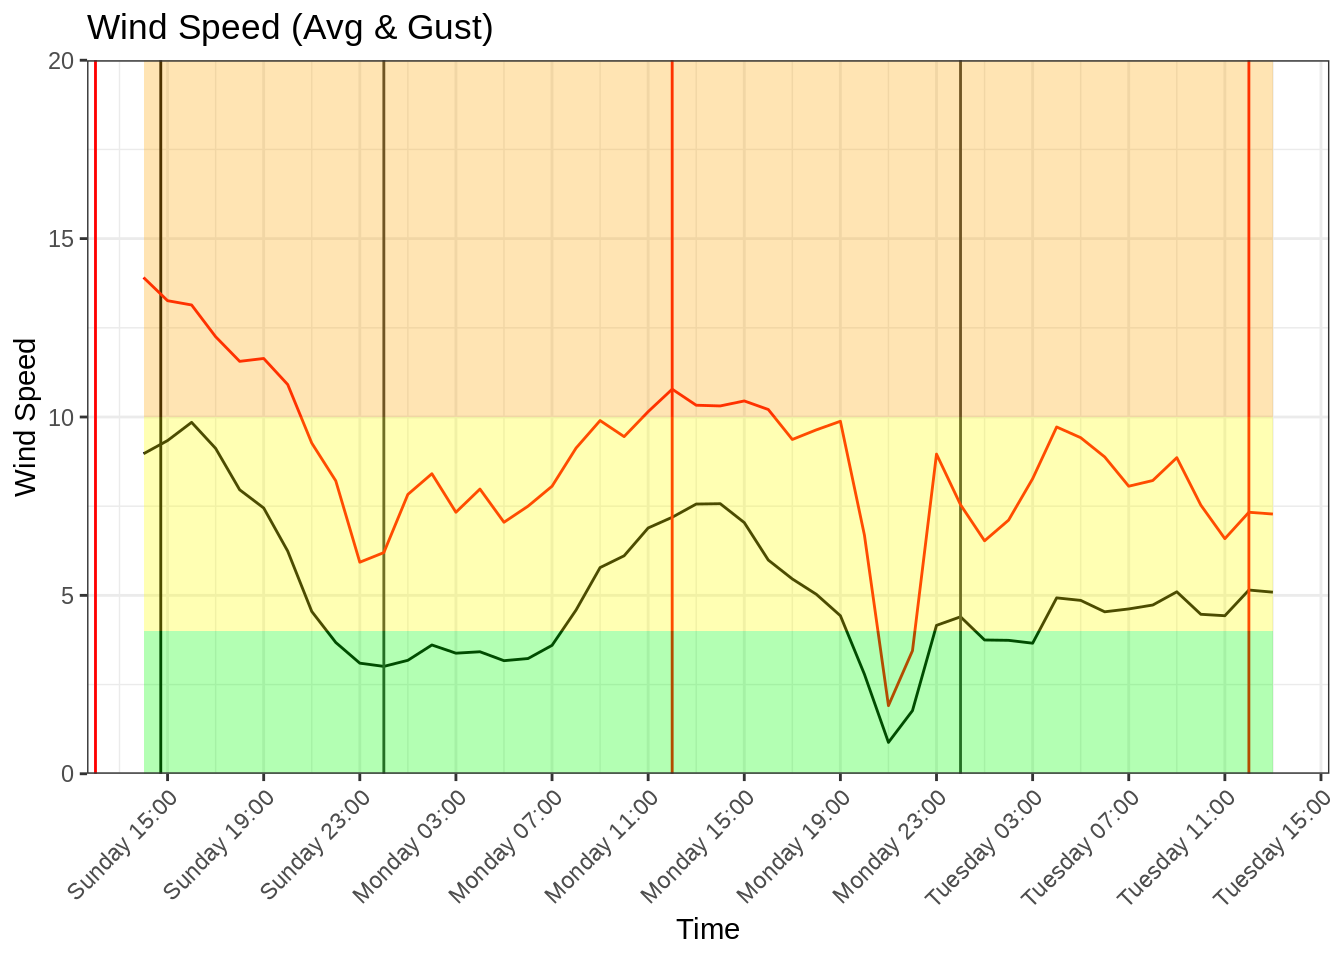 Wind Speed (Avg & Gust)
20
15
10
5
0
Wind Speed
Sunday 15:00
Sunday 19:00
Sunday 23:00
Monday 03:00
Monday 07:00
Monday 11:00
Monday 15:00
Monday 19:00
Monday 23:00
Tuesday 03:00
Tuesday 07:00
Tuesday 11:00
Tuesday 15:00
Time